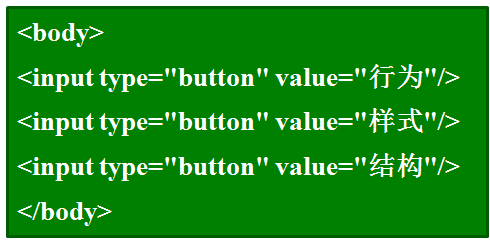 <body>
<input type="button" value="行为"/>
<input type="button" value="样式"/>
<input type="button" value="结构"/>
</body>